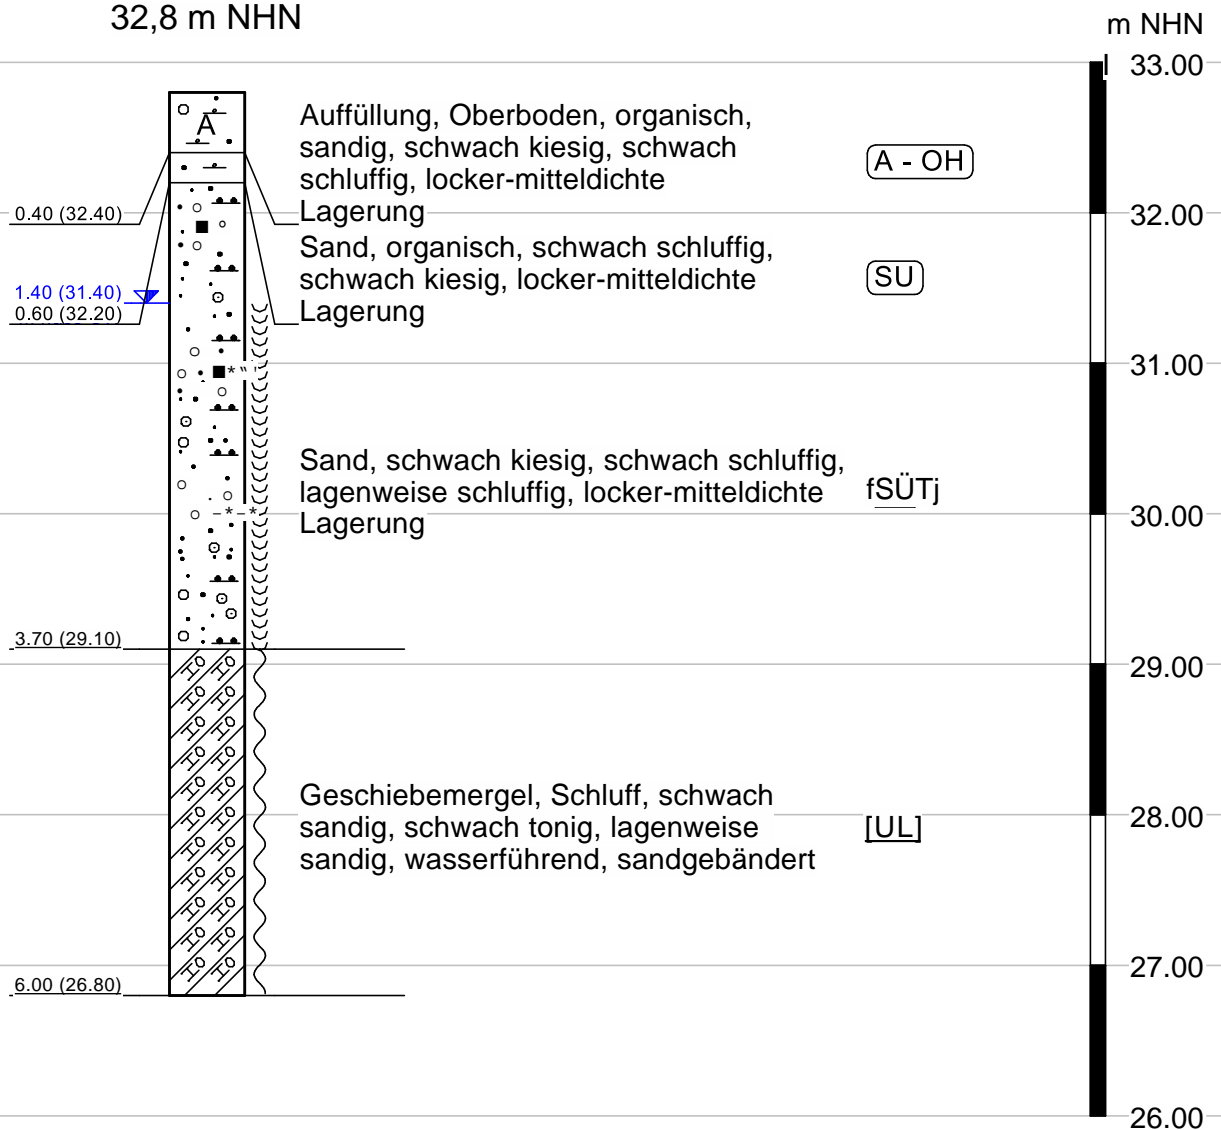 32,8 m NHN
m NHN
33.00
Auffüllung, Oberboden, organisch,
sandig, schwach kiesig, schwach
schluffig, locker-mitteldichte
Lagerung
A
A - OH
0.40 (32.40)
32.00
Sand, organisch, schwach schluffig,
schwach kiesig, locker-mitteldichte
Lagerung
SU
1.40 (31.40)
0.60 (32.20)
31.00
Sand, schwach kiesig, schwach schluffig,
lagenweise schluffig, locker-mitteldichte
Lagerung
fSÜTj
30.00
3.70 (29.10)
29.00
Geschiebemergel, Schluff, schwach
sandig, schwach tonig, lagenweise
sandig, wasserführend, sandgebändert
[UL]
28.00
27.00
6.00 (26.80)
26.00